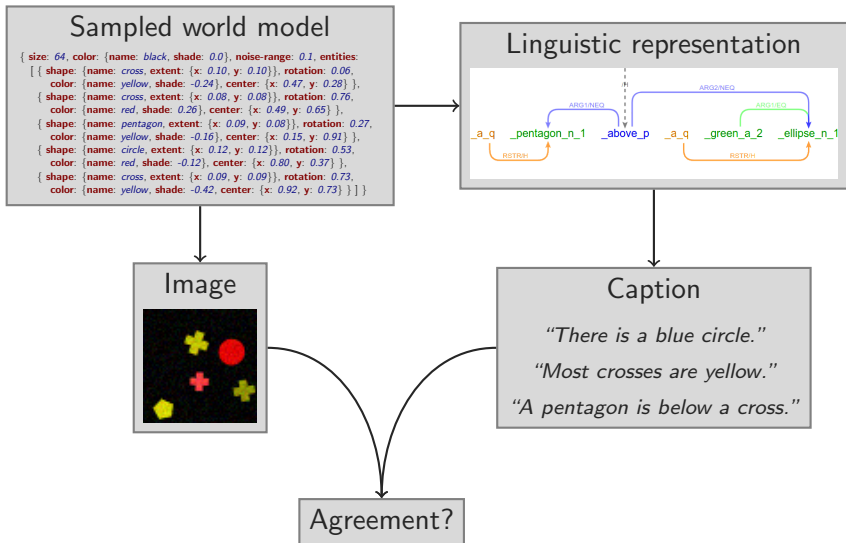 Sampled world model
{ size: 64, color: {name: black, shade: 0.0}, noise-range: 0.1, entities:
[ { shape: {name: cross, extent: {x: 0.10, y: 0.10}}, rotation: 0.06,
color: {name: yellow, shade: -0.24}, center: {x: 0.47, y: 0.28} },
{ shape: {name: cross, extent: {x: 0.08, y: 0.08}}, rotation: 0.76,
color: {name: red, shade: 0.26}, center: {x: 0.49, y: 0.65} },
{ shape: {name: pentagon, extent: {x: 0.09, y: 0.08}}, rotation: 0.27,
color: {name: yellow, shade: -0.16}, center: {x: 0.15, y: 0.91} },
{ shape: {name: circle, extent: {x: 0.12, y: 0.12}}, rotation: 0.53,
color: {name: red, shade: -0.12}, center: {x: 0.80, y: 0.37} },
{ shape: {name: cross, extent: {x: 0.09, y: 0.09}}, rotation: 0.73,
color: {name: yellow, shade: -0.42, center: {x: 0.92, y: 0.73} } ] }
Linguistic representation
/H
ARG1/NEQ ARG2/NEQ ARG1/EQ
_a_q _pentagon_n_1 _above_p _a_q _green_a_2 _ellipse_n_1
RSTR/H RSTR/H
Image
Caption
“There is a blue circle.”
“Most crosses are yellow.”
“A pentagon is below a cross.”
Agreement?